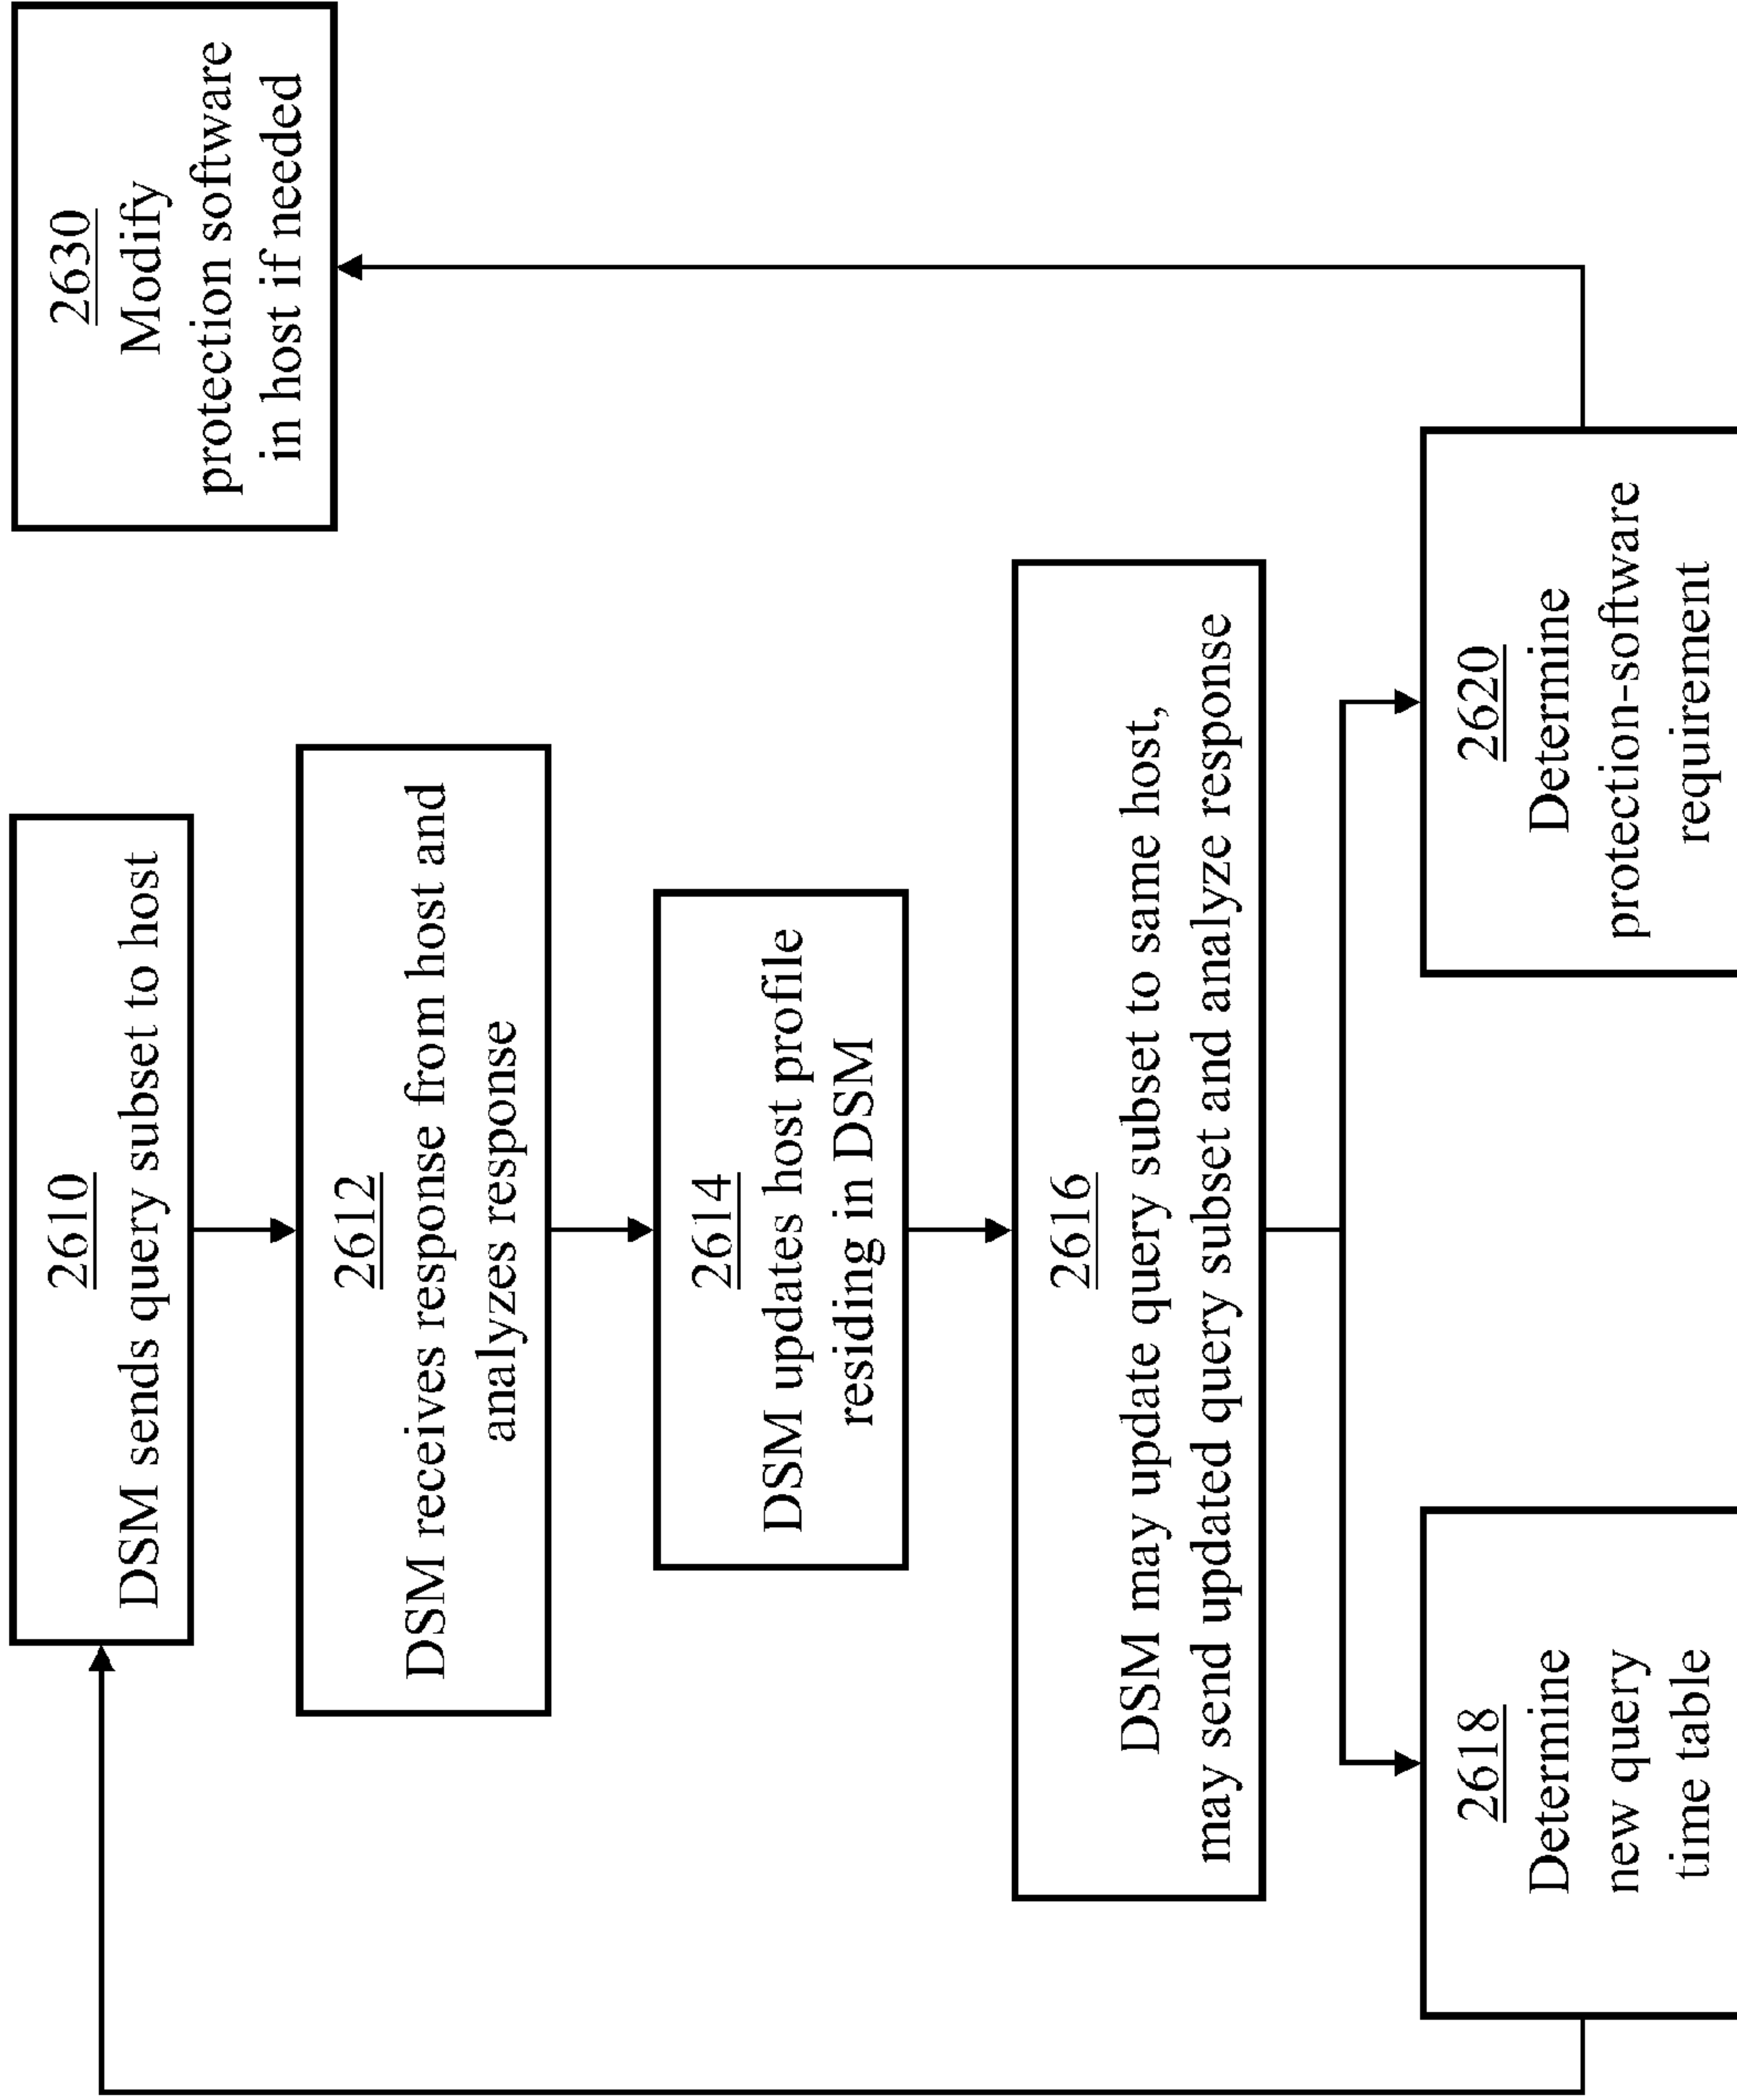 2610
DSM sends query subset to host
2612
DSM receives response from host and
analyzes response
2614
DSM updates host profile
residing in DSM
2616
DSM may update query subset to same host,
may send updated query subset and analyze response
2618
Determine
new query
time table
2620
Determine
protection-software
requirement
2630
Modify
protection software
in host if needed